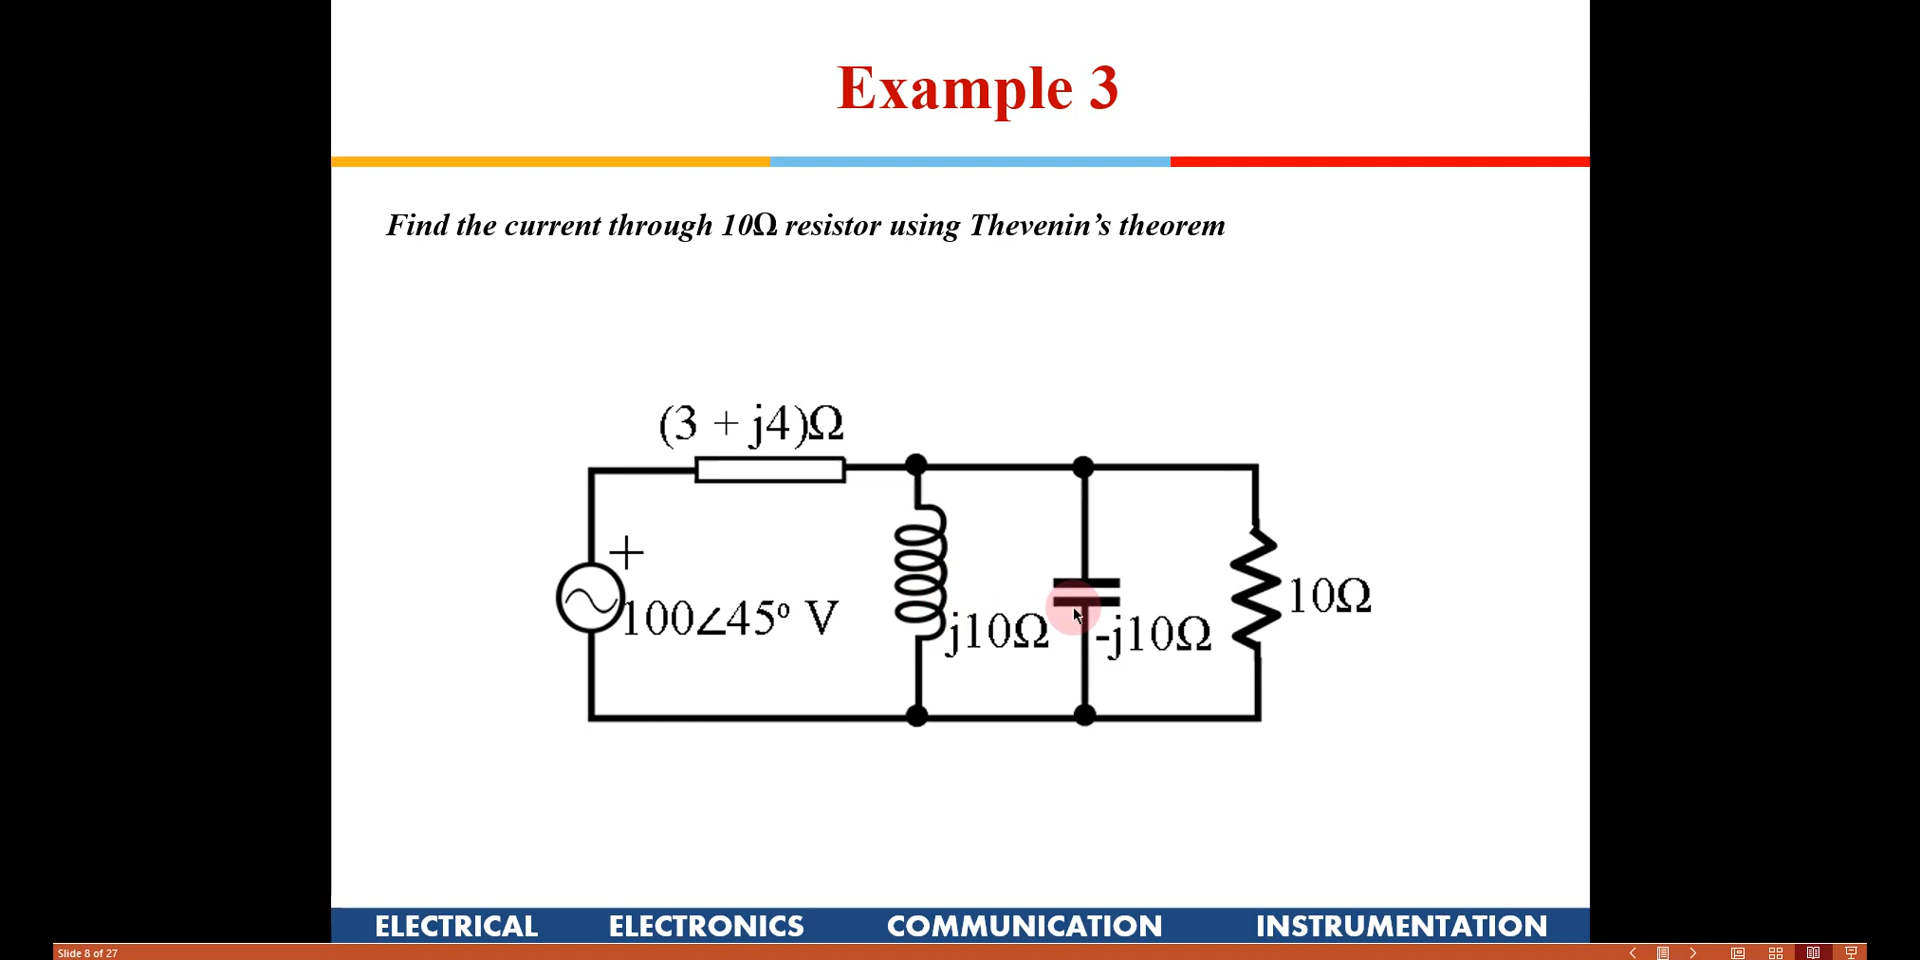 Example 3
Find the current through 10Ω resistor using Thevenin’s theorem
(3 + j4)Ω
+
100∠45º V
j10Ω
-j10Ω
10Ω
ELECTRICAL ELECTRONICS COMMUNICATION INSTRUMENTATION
Slide 8 of 27